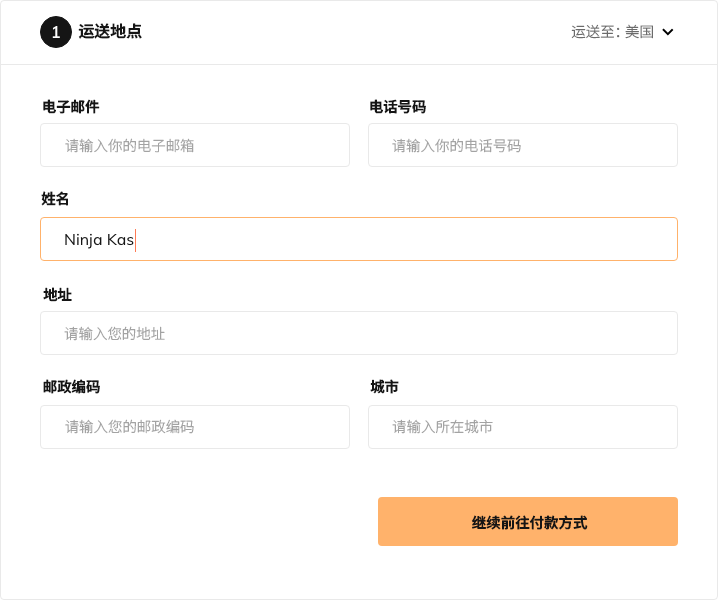 1 运送地点 运送至: 美国
电子邮件 电话号码
请输入你的电子邮箱 请输入你的电话号码
姓名
Ninja Kas
地址
请输入您的地址
邮政编码 城市
请输入您的邮政编码 请输入所在城市
继续前往付款方式